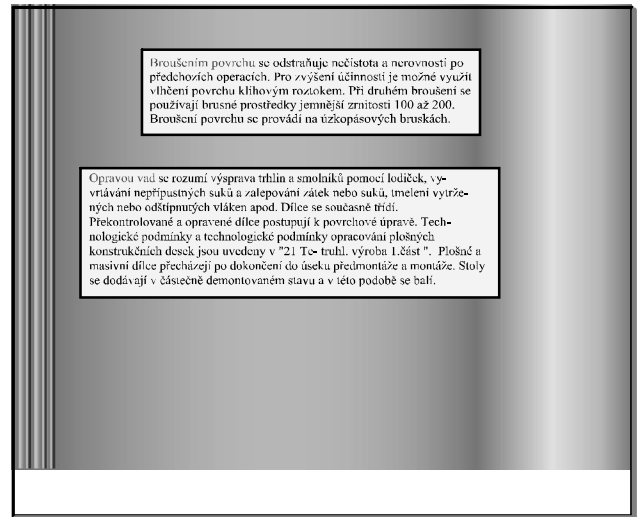 Broušením povrchu se odstraňuje nečistota a nerovnosti po
předchozích operacích. Pro zvýšení účinnosti je možné využít
vlhčení povrchu klihovým roztokem. Při druhém broušení se
používají brusné prostředky jemnější zrnitosti 100 až 200.
Broušení povrchu se provádí na úzkopásových bruskách.
Opravou vad se rozumí výsprava trhlin a smolníků pomocí lodiček, vy-
vrtávání nepřípustných suků a zalepování zátek nebo suků, tmelení vytrže-
ných nebo odštípnutých vláken apod. Dílce se současně třídí.
Překontrolované a opravené dílce postupují k povrchové úpravě. Tech-
nologické podmínky a technologické podmínky opracování plošných
konstrukčních desek jsou uvedeny v "21 Te- truhl. výroba 1.část ". Plošné a
masivní dílce přecházejí po dokončení do úseku předmontáže a montáže. Stoly
se dodávají v částečně demontovaném stavu a v této podobě se balí.